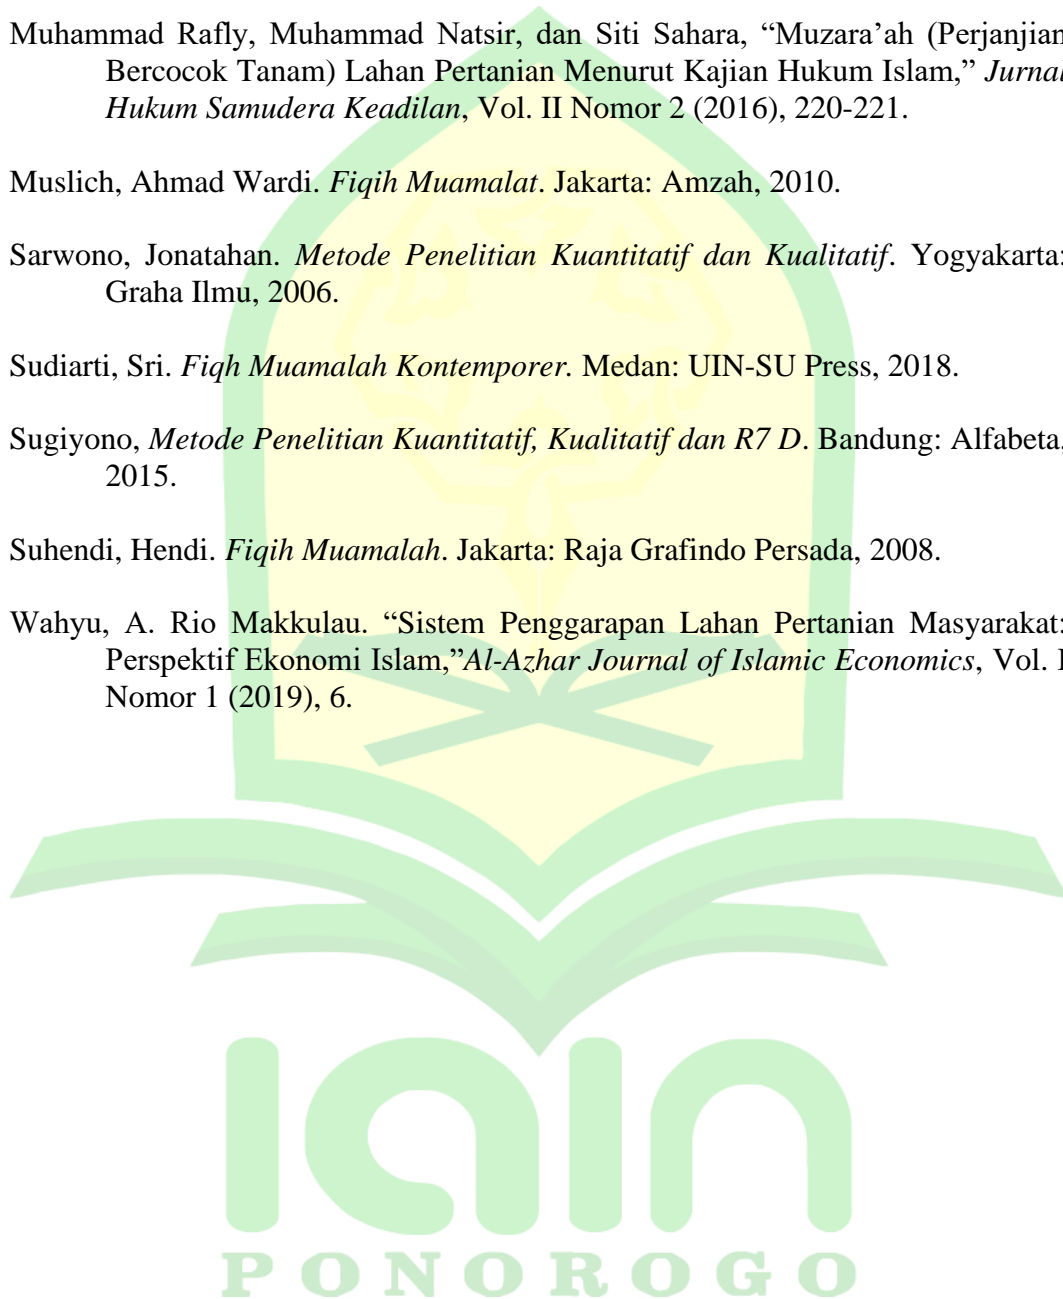 Muhammad Rafly, Muhammad Natsir, dan Siti Sahara, “Muzara’ah (Perjanjian
Bercocok Tanam) Lahan Pertanian Menurut Kajian Hukum Islam,” Jurnal
Hukum Samudera Keadilan, Vol. II Nomor 2 (2016), 220-221.
Muslich, Ahmad Wardi. Fiqih Muamalat. Jakarta: Amzah, 2010.
Sarwono, Jonatahan. Metode Penelitian Kuantitatif dan Kualitatif. Yogyakarta:
Graha Ilmu, 2006.
Sudiarti, Sri. Fiqh Muamalah Kontemporer. Medan: UIN-SU Press, 2018.
Sugiyono, Metode Penelitian Kuantitatif, Kualitatif dan R7 D. Bandung: Alfabeta,
2015.
Suhendi, Hendi. Fiqih Muamalah. Jakarta: Raja Grafindo Persada, 2008.
Wahyu, A. Rio Makkulau. “Sistem Penggarapan Lahan Pertanian Masyarakat:
Perspektif Ekonomi Islam,”Al-Azhar Journal of Islamic Economics, Vol. I
Nomor 1 (2019), 6.
iain
PONOROGO